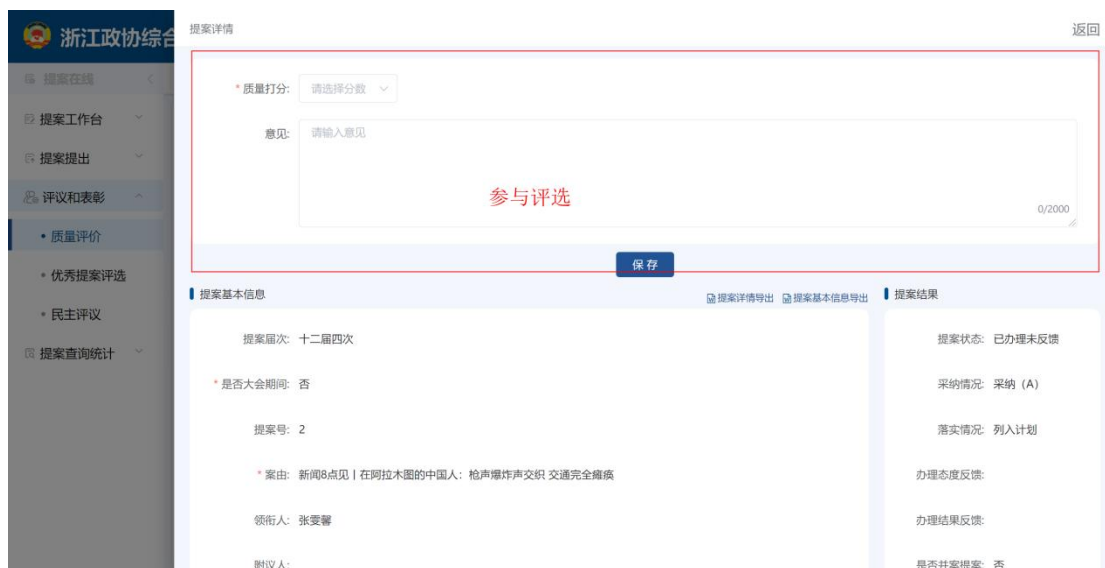 浙江政协综合
提案在线
提案工作台
提案提出
评议和表彰
• 质量评价
• 优秀提案评选
• 民主评议
提案查询统计
提案详情
返回
* 质量打分: 请选择分数
意见: 请输入意见
参与评选
0/2000
保存
提案基本信息
提案详情导出 提案基本信息导出
提案届次: 十二届四次
* 是否大会期间: 否
提案号: 2
* 案由: 新闻8点见丨在阿拉木图的中国人：枪声爆炸声交织 交通完全瘫痪
领衔人: 张雯馨
附议人:
提案结果
提案状态: 已办理未反馈
采纳情况: 采纳（A）
落实情况: 列入计划
办理态度反馈:
办理结果反馈:
是否并案提案: 否